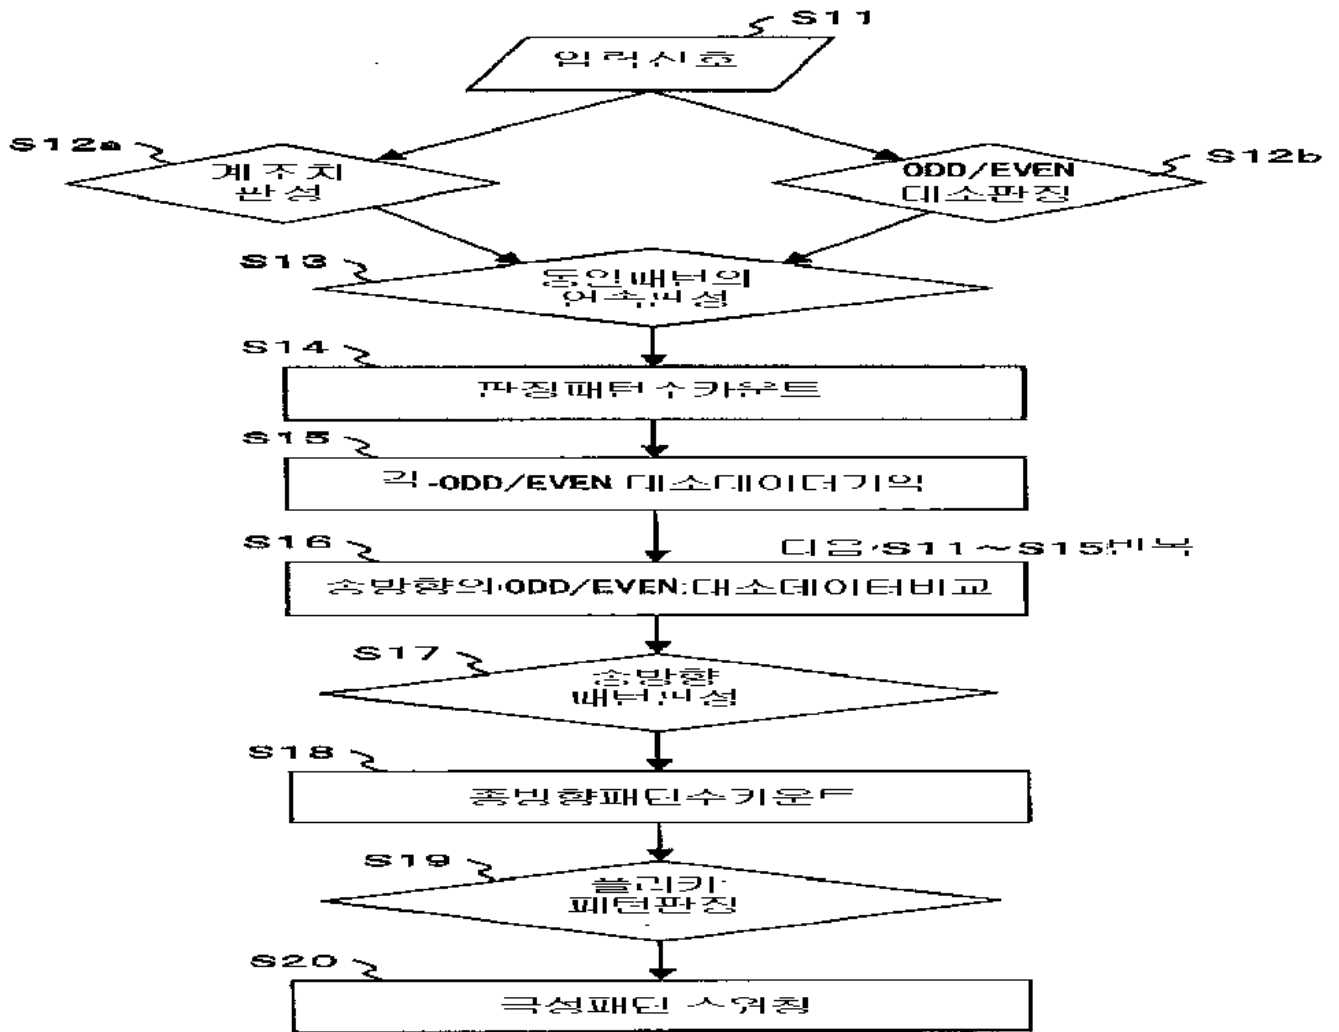 S11
입력신호
S12a
계조치
판정
S12b
ODD/EVEN
대소판정
S13
동일패턴의
연속판정
S14
판정패턴수카운트
S15
각 ODD/EVEN 대소데이터기억
S16
다음 S11~S15반복
종방향의 ODD/EVEN 대소데이터비교
S17
종방향
패턴판정
S18
종방향패턴수카운트
S19
플리카
패턴판정
S20
극성패턴 스위칭